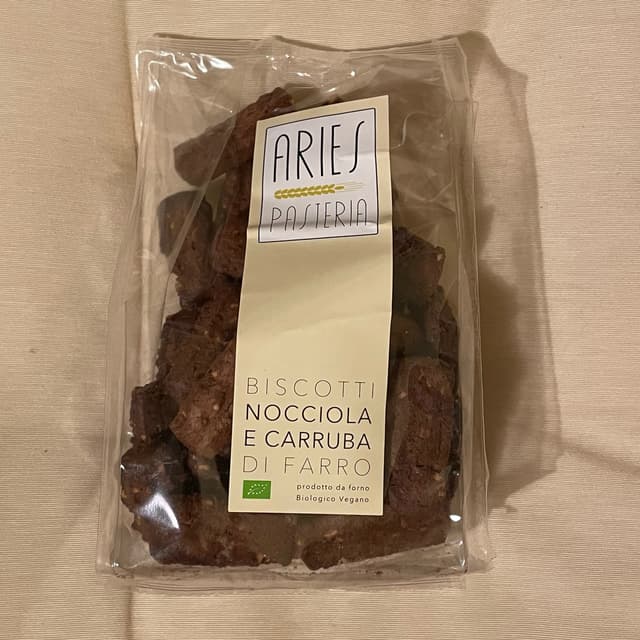 ARIES
PASTERIA
BISCOTTI
NOCCIOLA
E CARRUBA
DI FARRO
prodotto da forno
Biologico Vegano